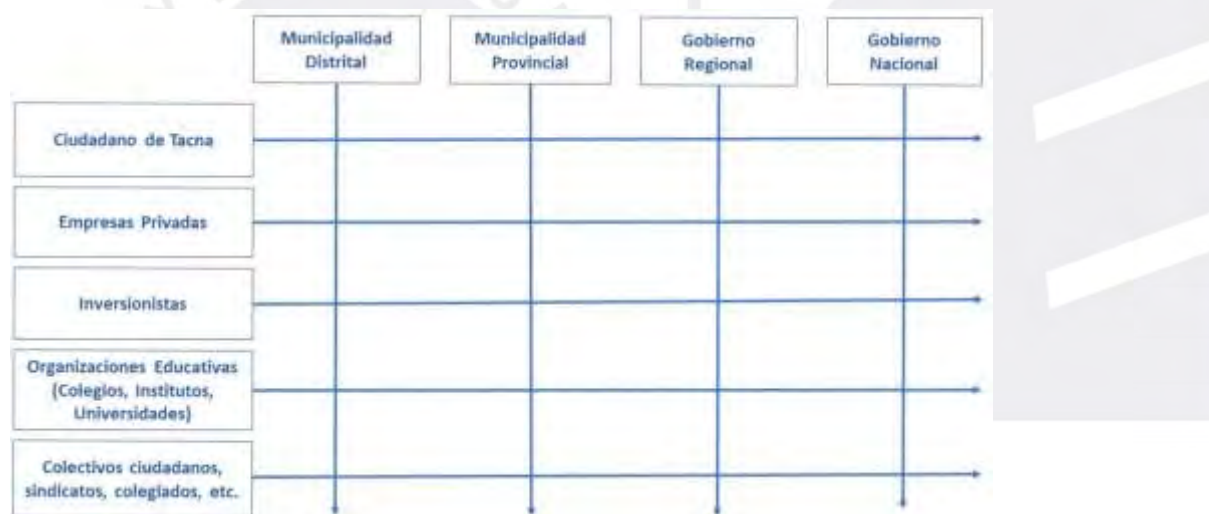 Municipalidad
Distrital
Municipalidad
Provincial
Gobierno
Regional
Gobierno
Nacional
Ciudadano de Tacna
Empresas Privadas
Inversionistas
Organizaciones Educativas
(Colegios, Institutos,
Universidades)
Colectivos ciudadanos,
sindicatos, colegiados, etc.